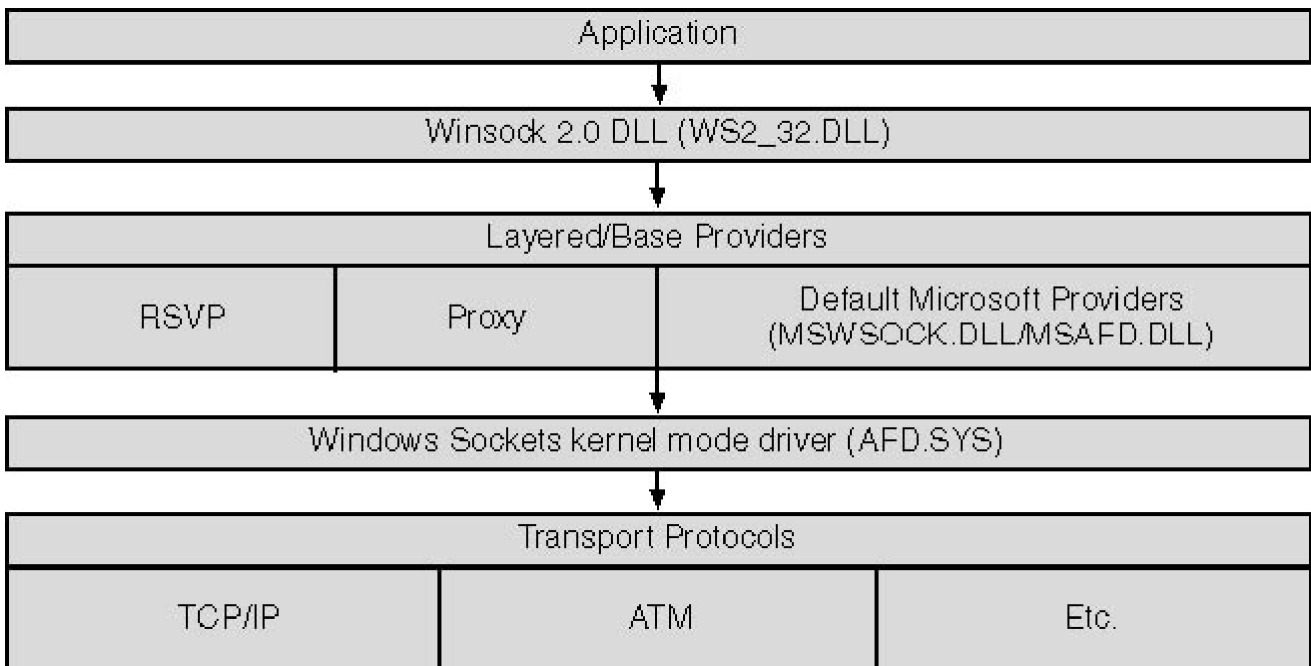 Application
Winsock 2.0 DLL (WS2_32.DLL)
Layered/Base Providers
RSVP
Proxy
Default Microsoft Providers
(MSWSOCK.DLL/MSAFD.DLL)
Windows Sockets kernel mode driver (AFD.SYS)
Transport Protocols
TCP/IP
ATM
Etc.